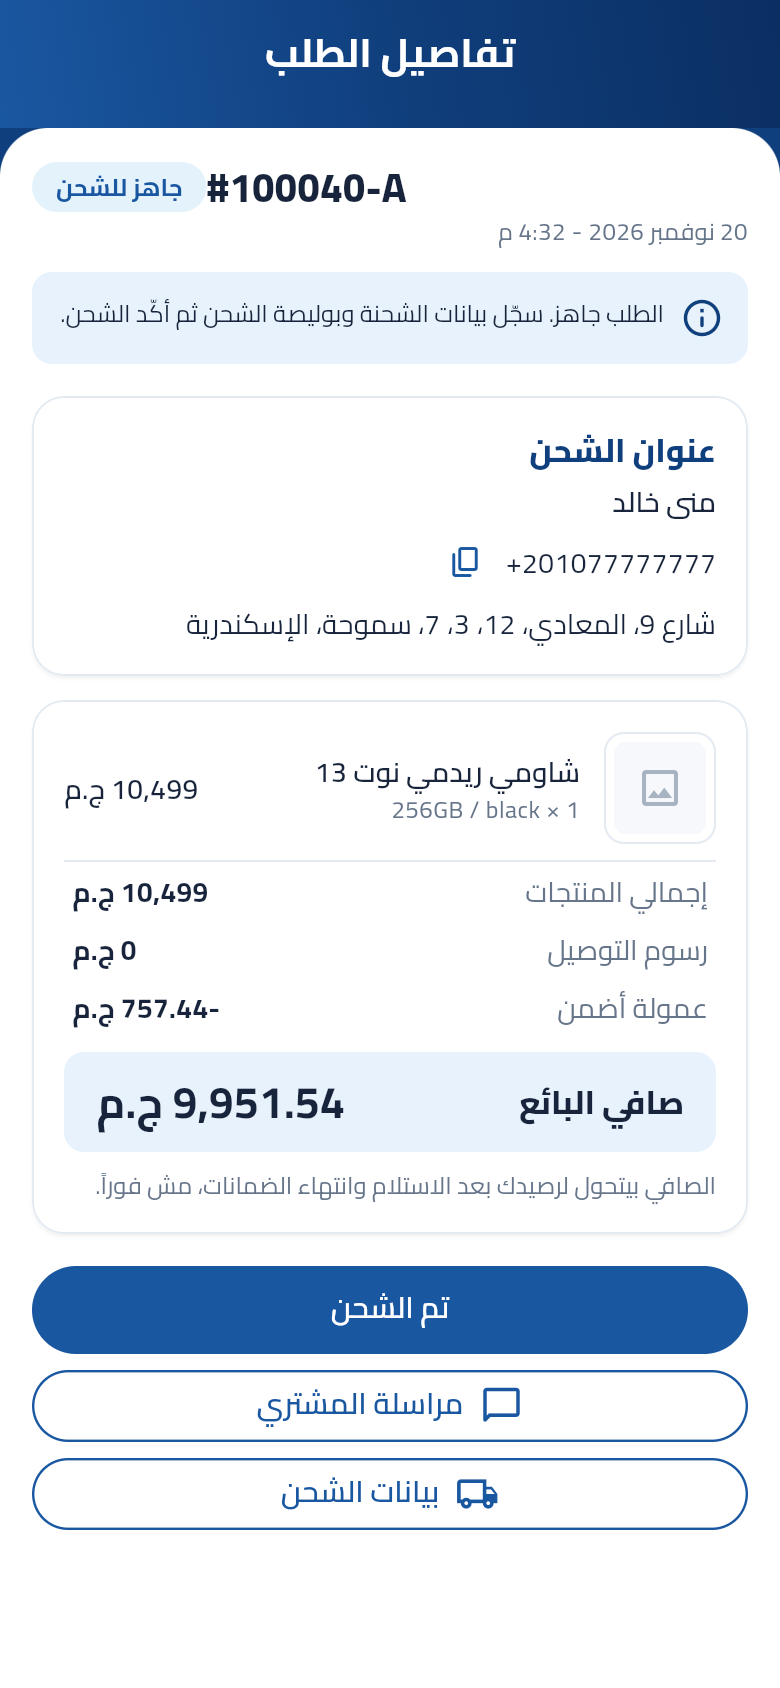 تفاصيل الطلب
#100040-A
جاهز للشحن
20 نوفمبر 2026 - 4:32 م
الطلب جاهز. سجّل بيانات الشحنة وبوليصة الشحن ثم أكّد الشحن.
عنوان الشحن
منى خالد
+201077777777
شارع 9، المعادي، 12، 3، 7، سموحة، الإسكندرية
شاومي ريدمي نوت 13
10,499 ج.م
256GB / black × 1
إجمالي المنتجات 10,499 ج.م
رسوم التوصيل 0 ج.م
عمولة أضمن -757.44 ج.م
صافي البائع 9,951.54 ج.م
الصافي بيتحول لرصيدك بعد الاستلام وانتهاء الضمانات، مش فوراً.
تم الشحن
مراسلة المشتري
بيانات الشحن